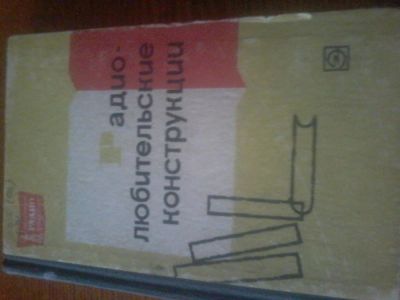 Радио-
любительские
конструкции